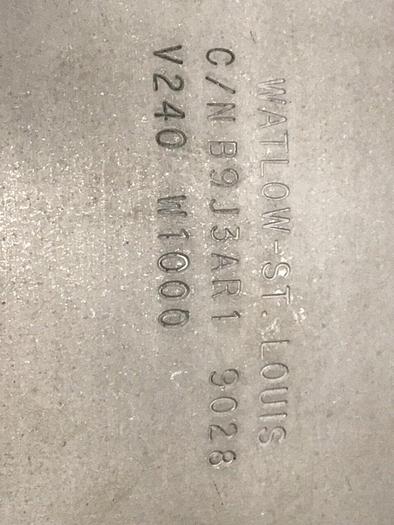 WATLOW-ST.LOUIS
C/N B9J3AR1 9028
V240 W1000